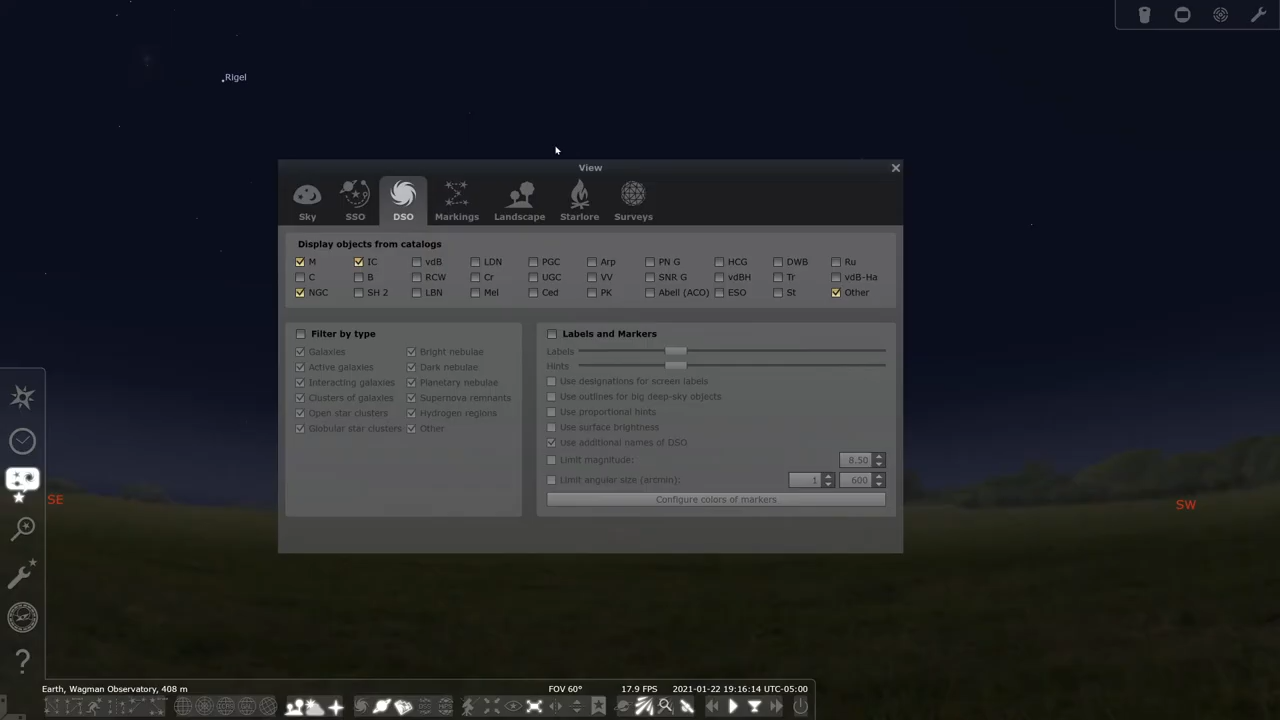 Rigel
View
Sky SSO DSO Markings Landscape Starlore Surveys
Display objects from catalogs
M IC vdB LDN PGC Arp PN G HCG DWB Ru
C B RCW Cr UGC VV SNR G vdBH Tr vdB-Ha
NGC SH 2 LBN Mel Ced PK Abell (ACO) ESO St Other
Filter by type
Galaxies Bright nebulae
Active galaxies Dark nebulae
Interacting galaxies Planetary nebulae
Clusters of galaxies Supernova remnants
Open star clusters Hydrogen regions
Globular star clusters Other
Labels and Markers
Labels
Hints
Use designations for screen labels
Use outlines for big deep-sky objects
Use proportional hints
Use surface brightness
Use additional names of DSO
Limit magnitude: 8,50
Limit angular size (arcmin): 1 600
Configure colors of markers
SE
SW
?
Earth, Wagman Observatory, 408 m FOV 60° 17.9 FPS 2021-01-22 19:16:14 UTC-05:00